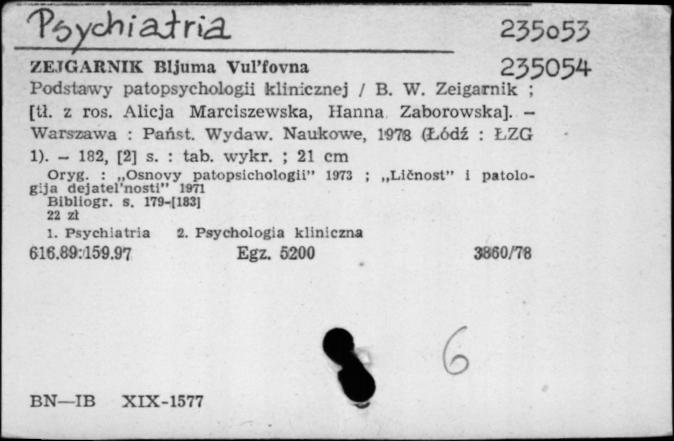 Psychiatria 235053
ZEJGARNIK Bljuma Vul'fovna 235054
Podstawy patopsychologii klinicznej / B. W. Zeigarnik ;
[tł. z ros. Alicja Marciszewska, Hanna Zaborowska]. –
Warszawa : Państ. Wydaw. Naukowe, 1978 (Łódź : ŁZG
1). – 182, [2] s. : tab. wykr. ; 21 cm
Oryg. : „Osnovy patopsichologii" 1973 ; „Ličnost" i patolo-
gija dejatel'nosti" 1971
Bibliogr. s. 179-[183]
22 zł
1. Psychiatria 2. Psychologia kliniczna
616.89:159.97 Egz. 5200 3860/78
6
BN—IB XIX-1577